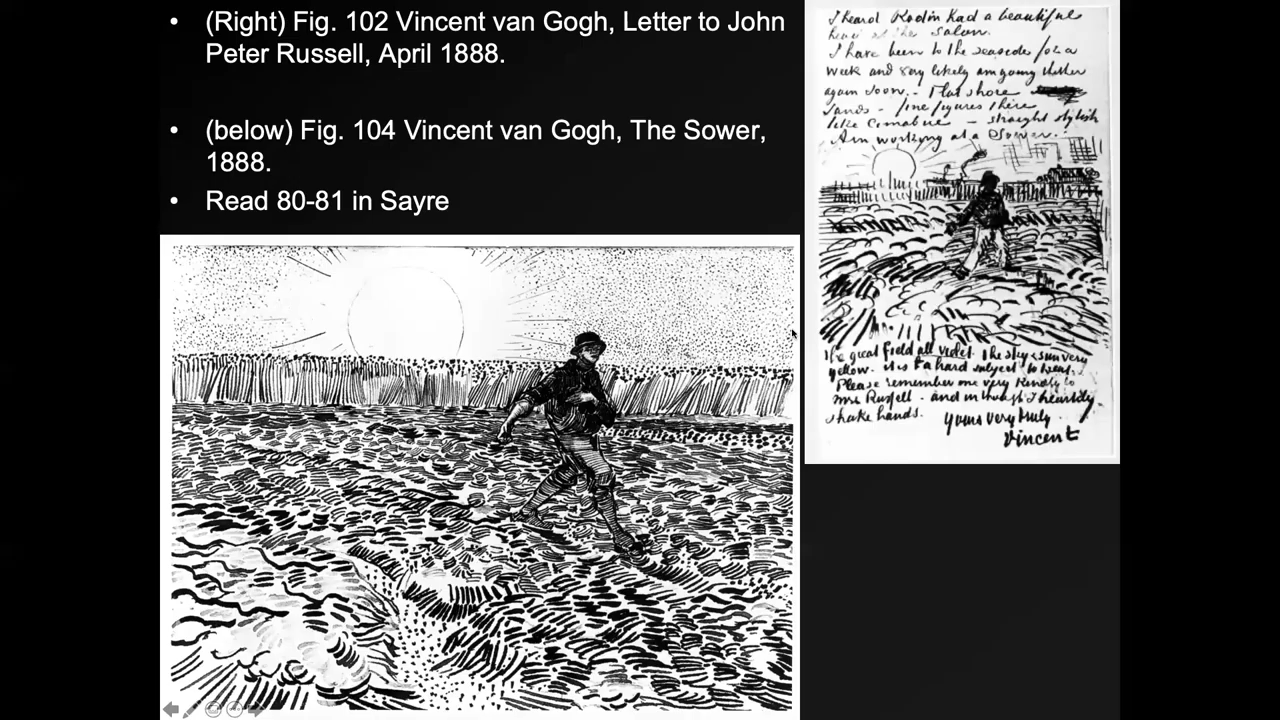 • (Right) Fig. 102 Vincent van Gogh, Letter to John
Peter Russell, April 1888.
• (below) Fig. 104 Vincent van Gogh, The Sower,
1888.
• Read 80-81 in Sayre
I heard Rodin had a beautiful
head at the salon.
I have been to the seaside for a
week and very likely am going thither
again soon. - Flat shore
sands - fine figures there
like Cimabue - straight stylish
Am working at a Sower.
The great field all violet the sky & sun very
yellow. it is a hard subject to treat.
Please remember me very kindly to
Mrs Russell - and in thought I heartily
shake hands.
Yours very truly
Vincent